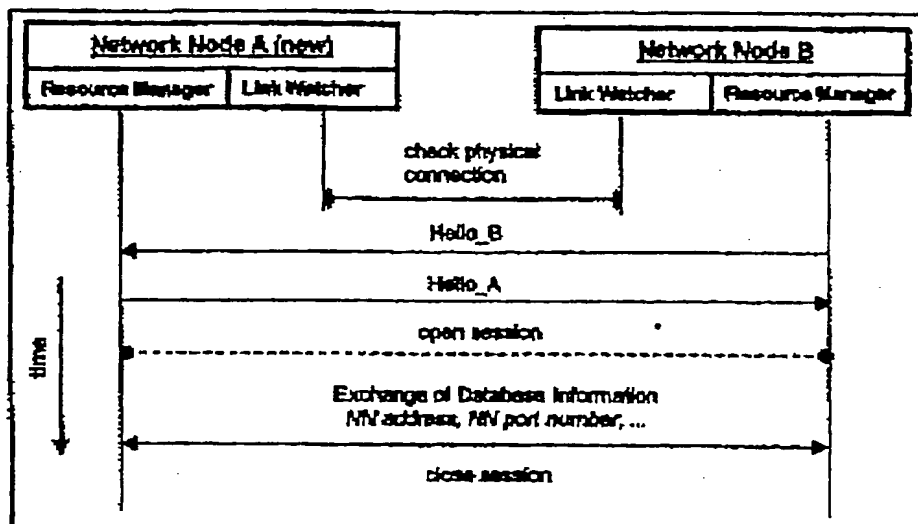 Network Node A (new)
Network Node B
Resource Manager
Link Watcher
Link Watcher
Resource Manager
check physical
connection
Hello_B
Hello_A
open session
time
Exchange of Database Information
NN address, NN port number, ...
close session